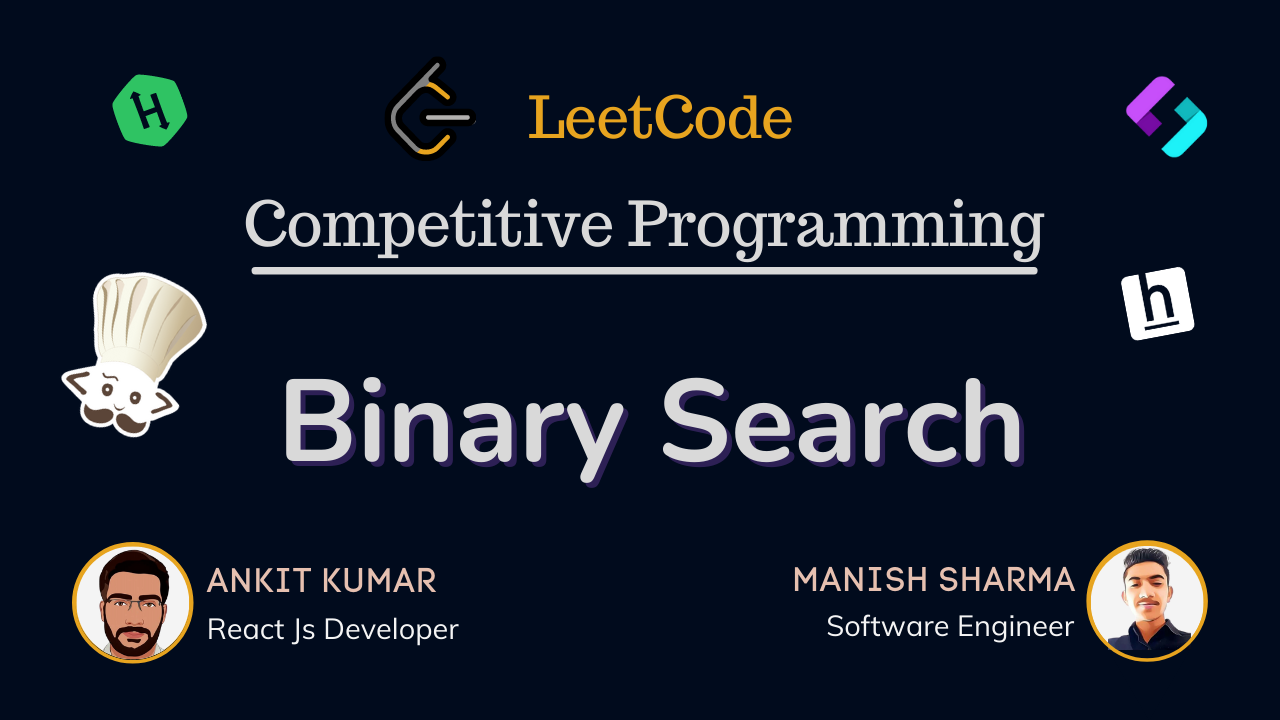 LeetCode
Competitive Programming
Binary Search
ANKIT KUMAR
React Js Developer
MANISH SHARMA
Software Engineer